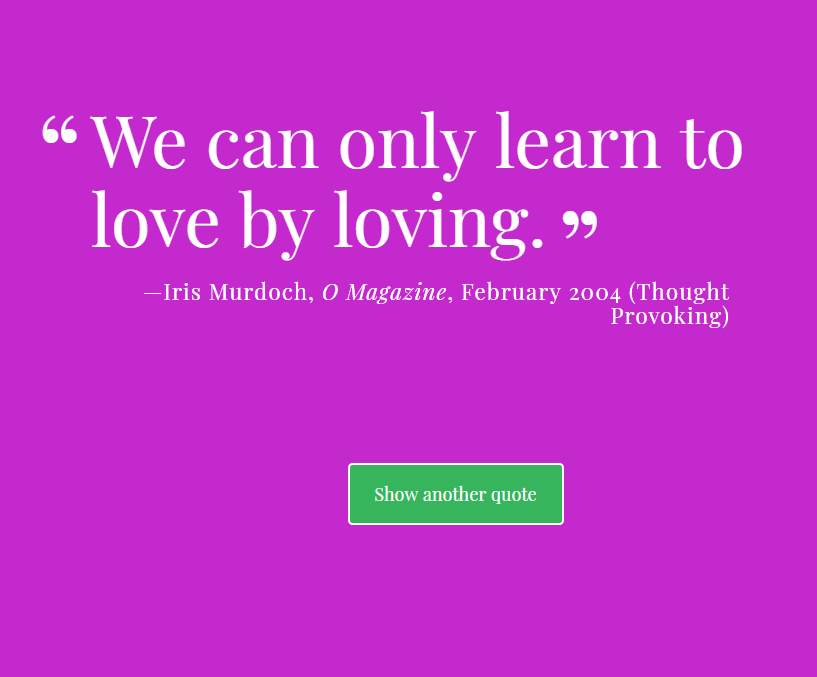 “ We can only learn to
love by loving. ”
—Iris Murdoch, O Magazine, February 2004 (Thought
Provoking)
Show another quote